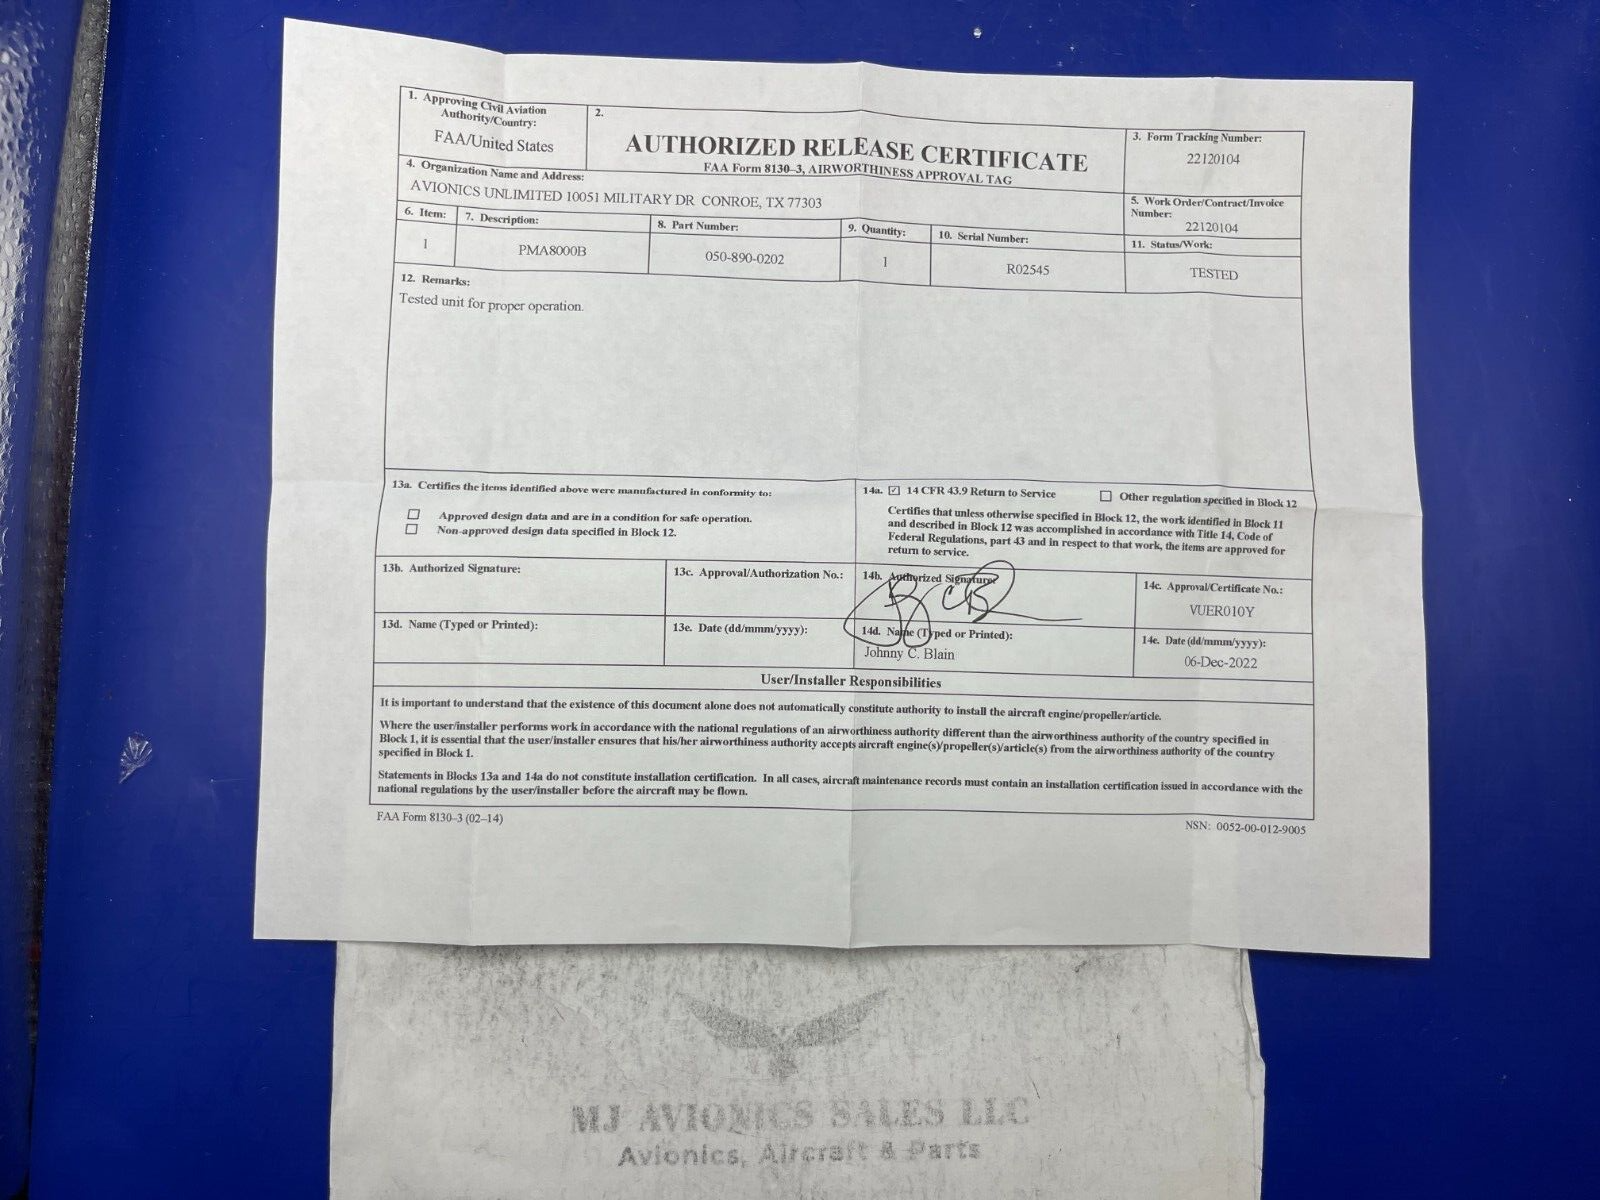 1. Approving Civil Aviation
Authority/Country:
FAA/United States
2.
AUTHORIZED RELEASE CERTIFICATE
FAA Form 8130–3, AIRWORTHINESS APPROVAL TAG
3. Form Tracking Number:
22120104
4. Organization Name and Address:
AVIONICS UNLIMITED 10051 MILITARY DR CONROE, TX 77303
5. Work Order/Contract/Invoice
Number:
22120104
6. Item:
7. Description:
8. Part Number:
9. Quantity:
10. Serial Number:
11. Status/Work:
1
PMA8000B
050-890-0202
1
R02545
TESTED
12. Remarks:
Tested unit for proper operation.
13a. Certifies the items identified above were manufactured in conformity to:
Approved design data and are in a condition for safe operation.
Non-approved design data specified in Block 12.
14a. ☑ 14 CFR 43.9 Return to Service ☐ Other regulation specified in Block 12
Certifies that unless otherwise specified in Block 12, the work identified in Block 11
and described in Block 12 was accomplished in accordance with Title 14, Code of
Federal Regulations, part 43 and in respect to that work, the items are approved for
return to service.
13b. Authorized Signature:
13c. Approval/Authorization No.:
14b. Authorized Signature:
14c. Approval/Certificate No.:
VUER010Y
13d. Name (Typed or Printed):
13e. Date (dd/mmm/yyyy):
14d. Name (Typed or Printed):
Johnny C. Blain
14e. Date (dd/mmm/yyyy):
06-Dec-2022
User/Installer Responsibilities
It is important to understand that the existence of this document alone does not automatically constitute authority to install the aircraft engine/propeller/article.
Where the user/installer performs work in accordance with the national regulations of an airworthiness authority different than the airworthiness authority of the country specified in
Block 1, it is essential that the user/installer ensures that his/her airworthiness authority accepts aircraft engine(s)/propeller(s)/article(s) from the airworthiness authority of the country
specified in Block 1.
Statements in Blocks 13a and 14a do not constitute installation certification. In all cases, aircraft maintenance records must contain an installation certification issued in accordance with the
national regulations by the user/installer before the aircraft may be flown.
FAA Form 8130–3 (02–14)
NSN: 0052-00-012-9005
MJ AVIONICS SALES LLC
Avionics, Aircraft & Parts